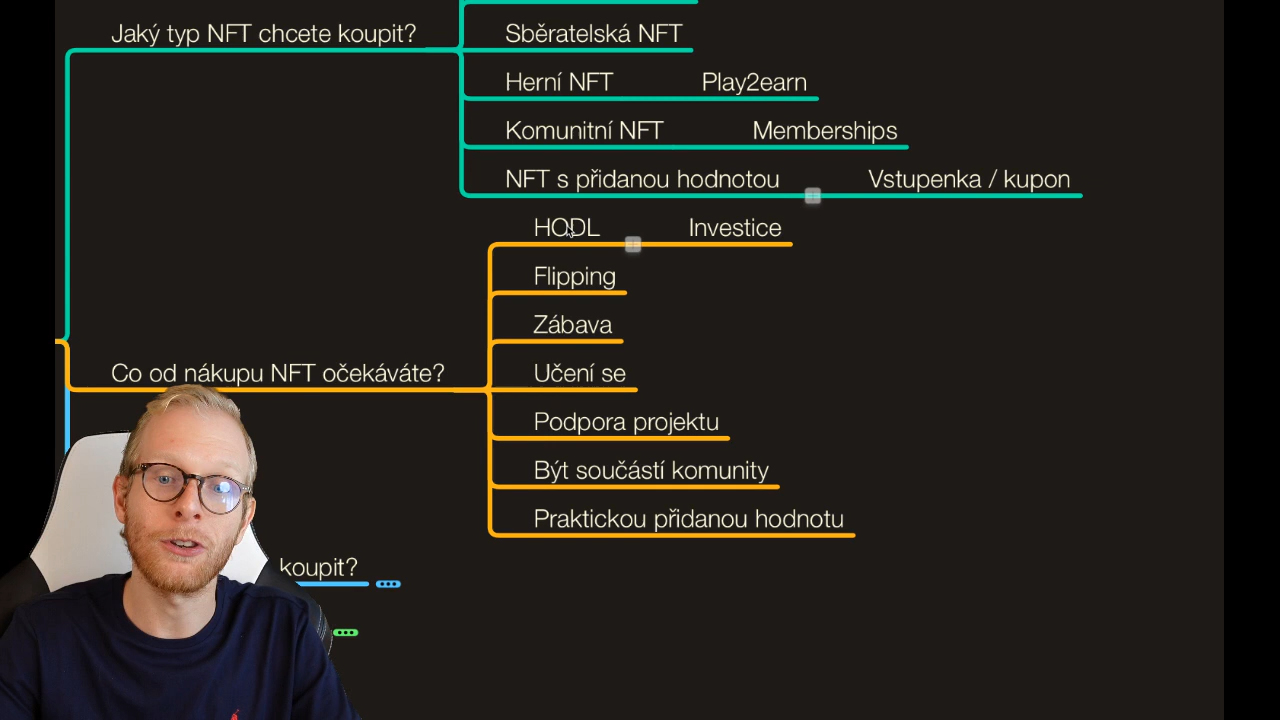 Jaký typ NFT chcete koupit?
Sběratelská NFT
Herní NFT Play2earn
Komunitní NFT Memberships
NFT s přidanou hodnotou Vstupenka / kupon
Co od nákupu NFT očekáváte?
HODL Investice
Flipping
Zábava
Učení se
Podpora projektu
Být součástí komunity
Praktickou přidanou hodnotu
koupit?